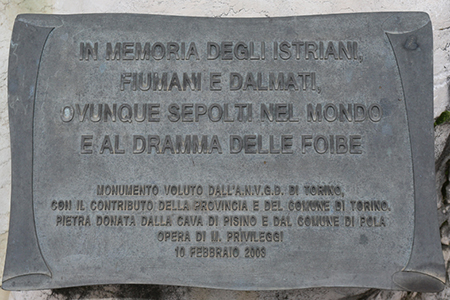 IN MEMORIA DEGLI ISTRIANI,
FIUMANI E DALMATI,
OVUNQUE SEPOLTI NEL MONDO
E AL DRAMMA DELLE FOIBE
MONUMENTO VOLUTO DALL'A.N.V.G.D. DI TORINO,
CON IL CONTRIBUTO DELLA PROVINCIA E DEL COMUNE DI TORINO.
PIETRA DONATA DALLA CAVA DI PISINO E DAL COMUNE DI POLA
OPERA DI M. PRIVILEGGI
10 FEBBRAIO 2008